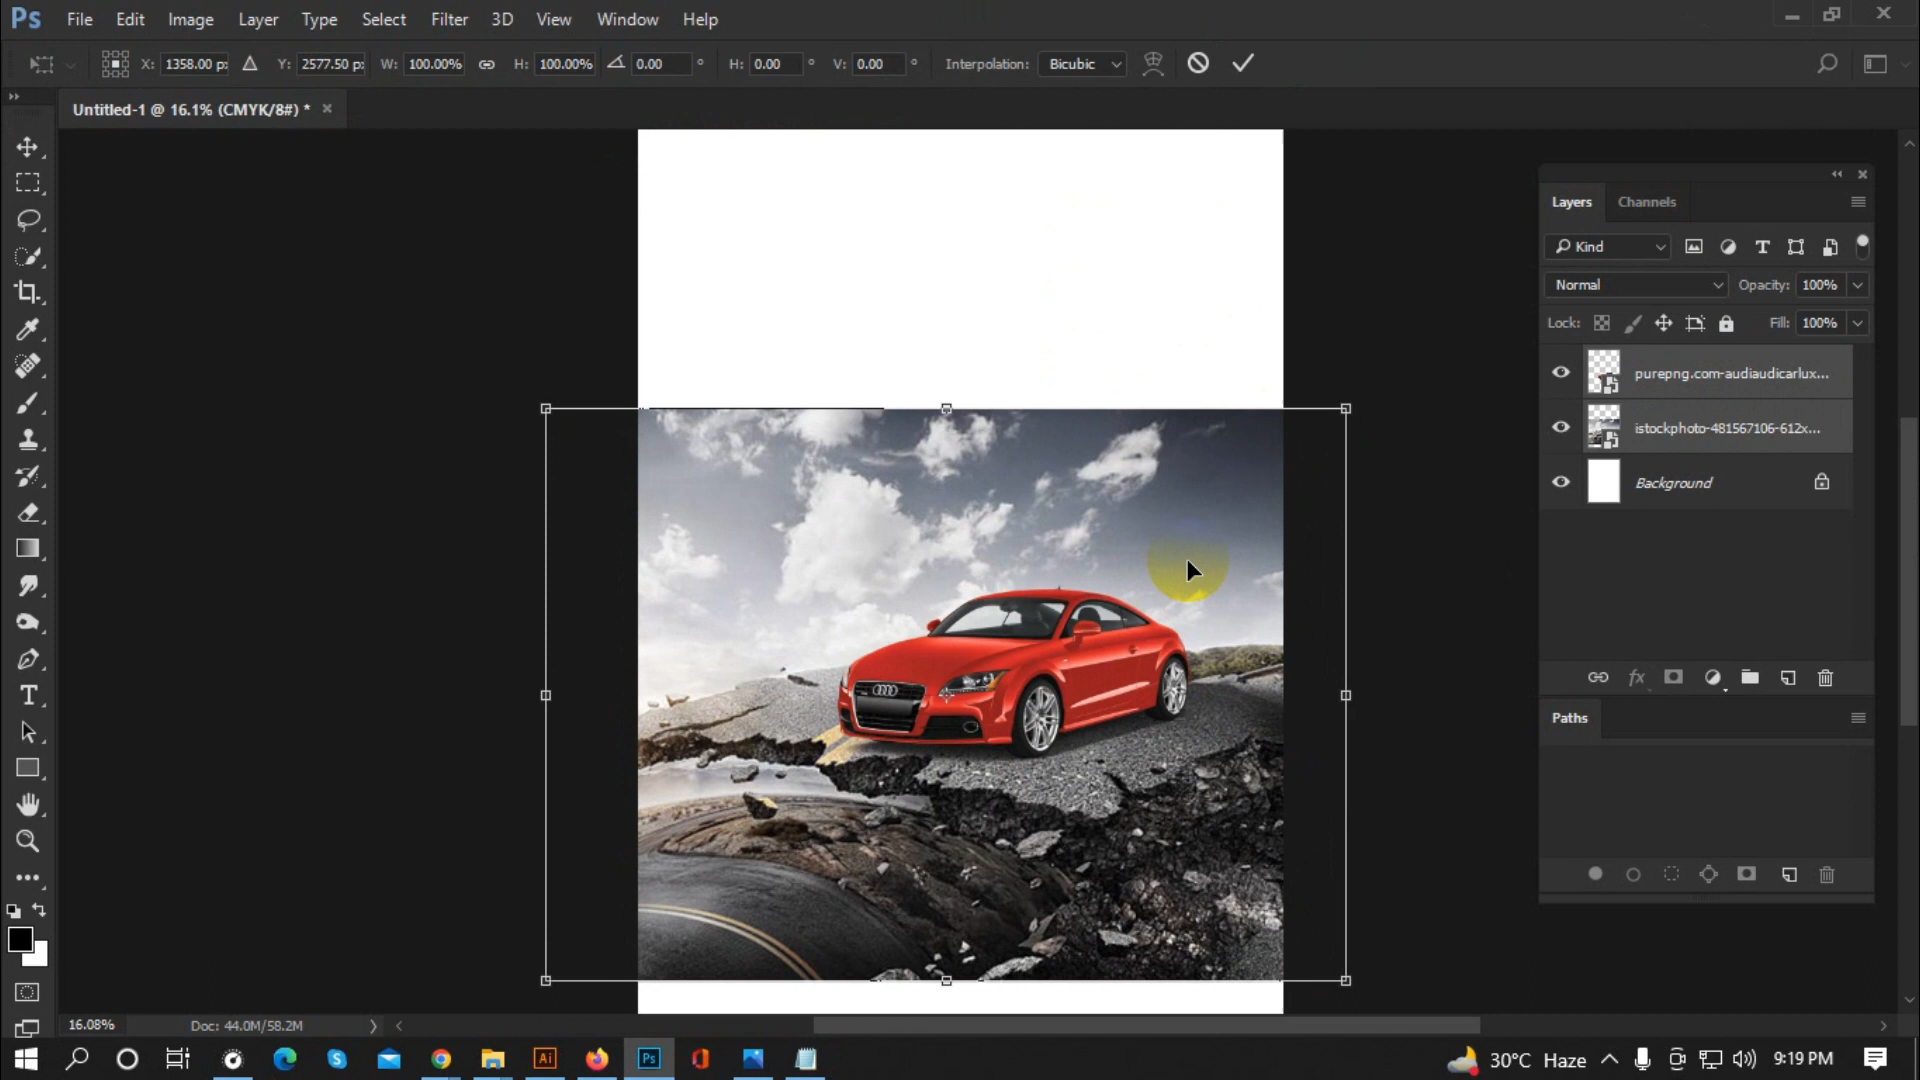 Ps File Edit Image Layer Type Select Filter 3D View Window Help
X: 1358.00 px Y: 2577.50 px W: 100.00% H: 100.00% 0.00 ° H: 0.00 ° V: 0.00 ° Interpolation: Bicubic
Untitled-1 @ 16.1% (CMYK/8#) * ×
Layers Channels
Kind
Normal Opacity: 100%
Lock: Fill: 100%
purepng.com-audiaudicarlux...
istockphoto-481567106-612x...
Background
Paths
16.08% Doc: 44.0M/58.2M
Ai Ps 30°C Haze 9:19 PM